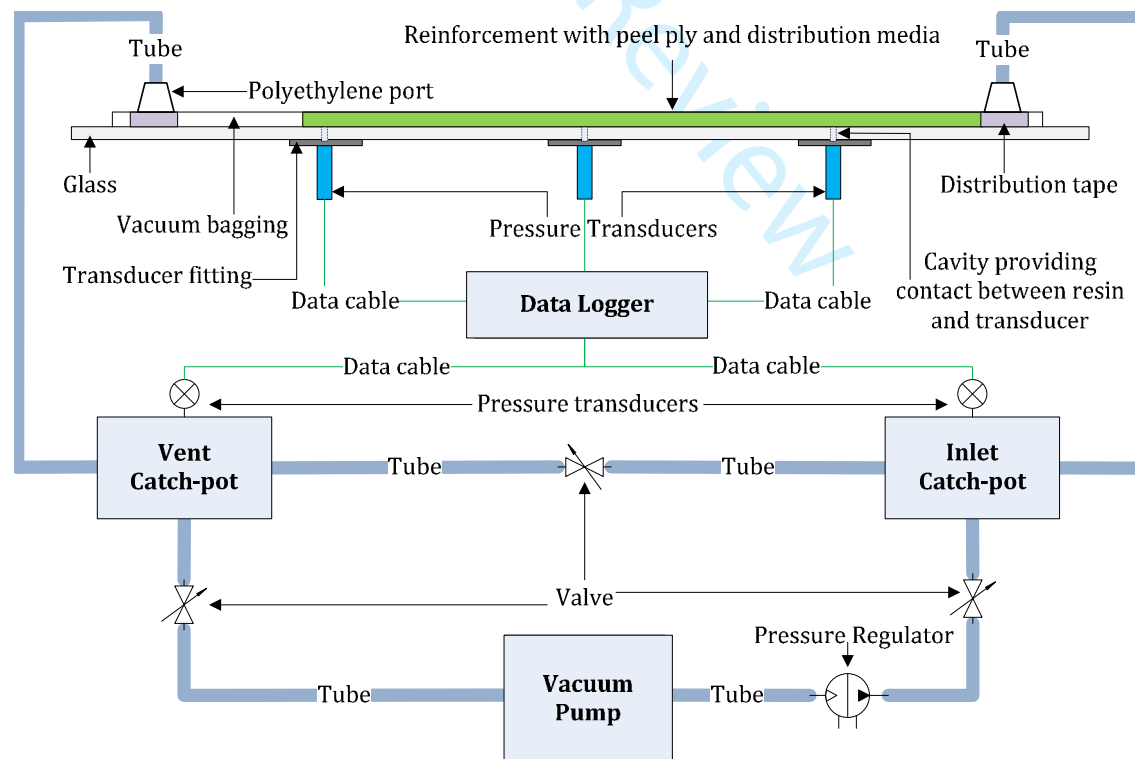 Review
Reinforcement with peel ply and distribution media
Tube
Tube
Polyethylene port
Glass
Distribution tape
Vacuum bagging
Pressure Transducers
Transducer fitting
Cavity providing
contact between resin
and transducer
Data cable
Data Logger
Data cable
Data cable
Data cable
Pressure transducers
Vent
Catch-pot
Tube
Tube
Inlet
Catch-pot
Valve
Pressure Regulator
Tube
Vacuum
Pump
Tube